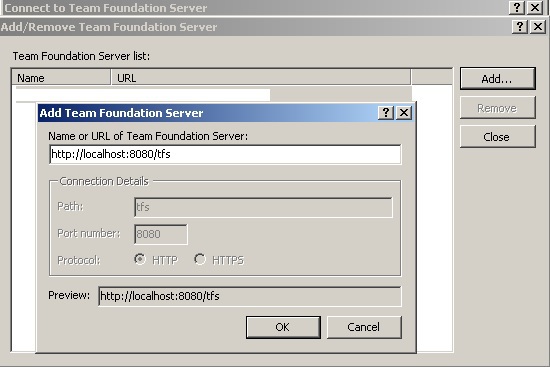 Connect to Team Foundation Server
Add/Remove Team Foundation Server
Team Foundation Server list:
Name URL
Add...
Remove
Close
Add Team Foundation Server
Name or URL of Team Foundation Server:
http://localhost:8080/tfs
Connection Details
Path: tfs
Port number: 8080
Protocol: HTTP HTTPS
Preview: http://localhost:8080/tfs
OK Cancel